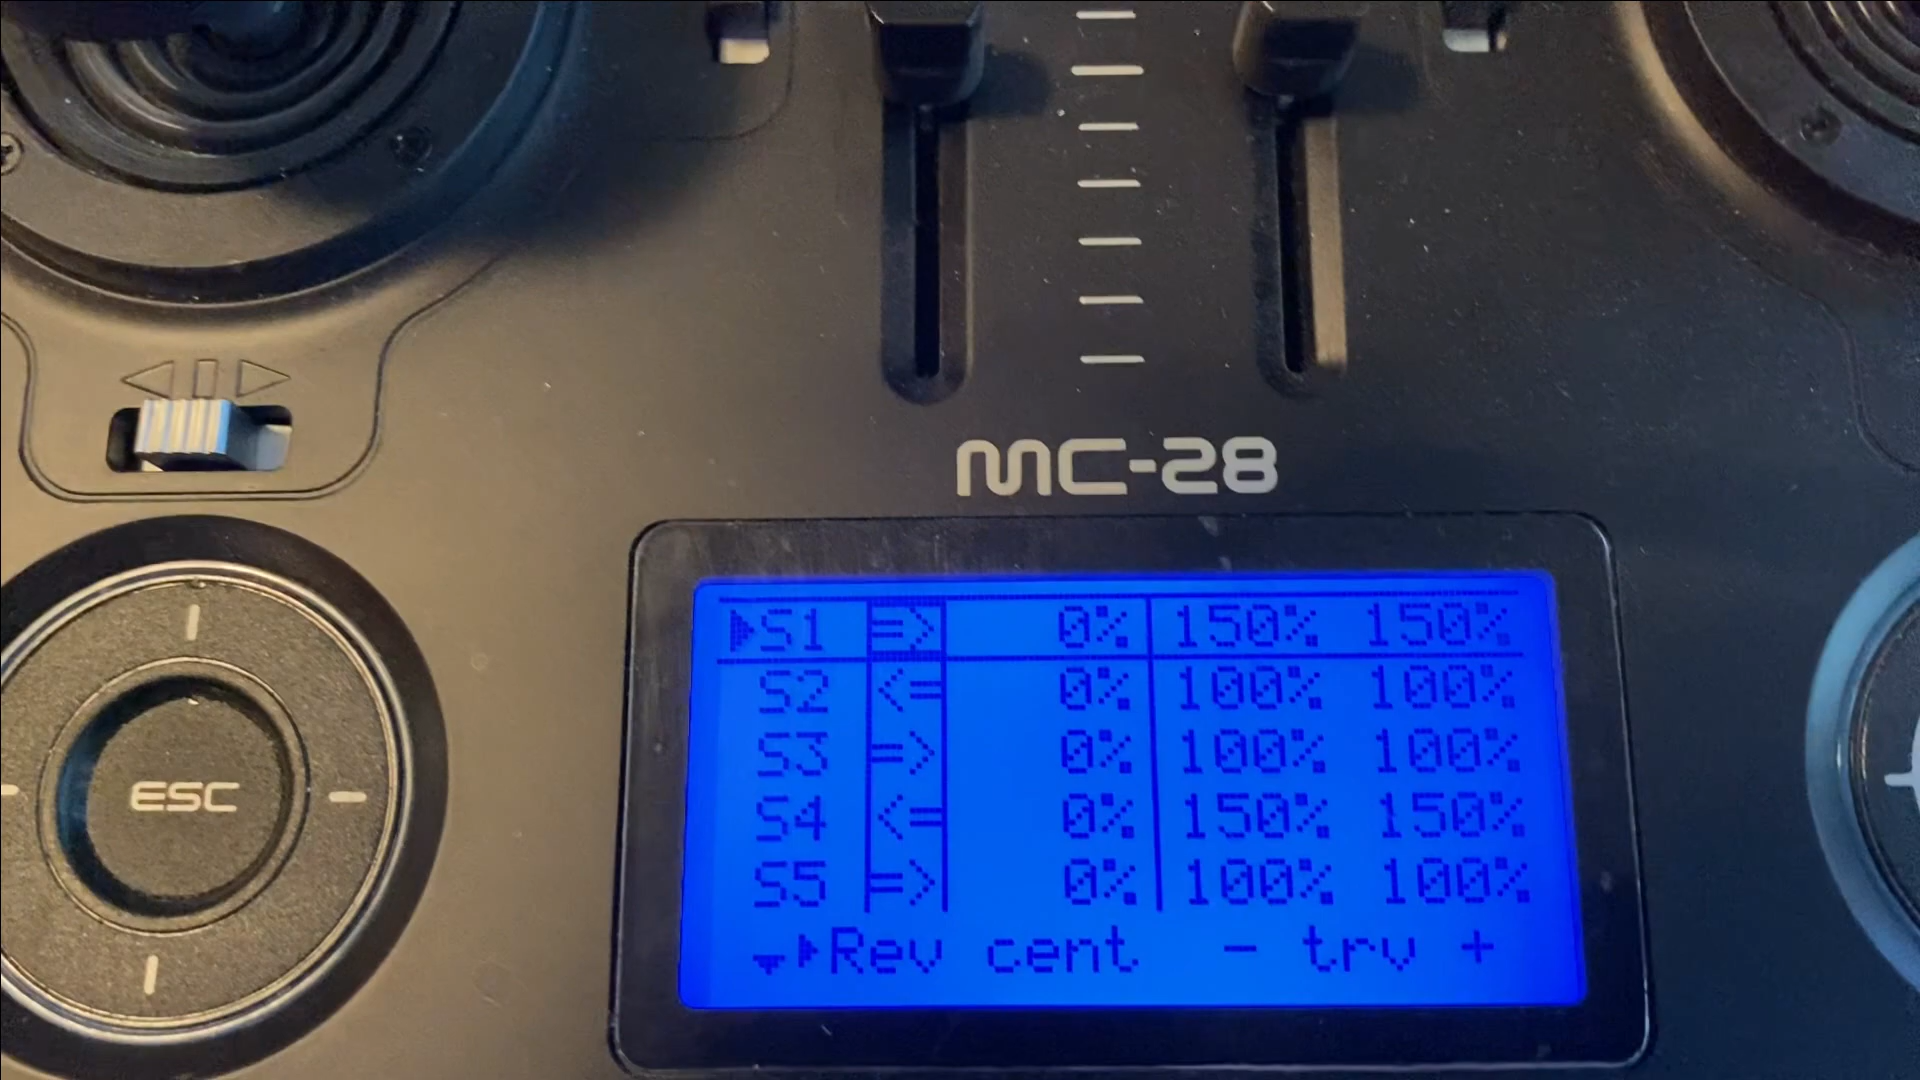 MC-28
ESC
S1 => 0% 150% 150%
S2 <= 0% 100% 100%
S3 => 0% 100% 100%
S4 <= 0% 150% 150%
S5 => 0% 100% 100%
Rev cent - trv +